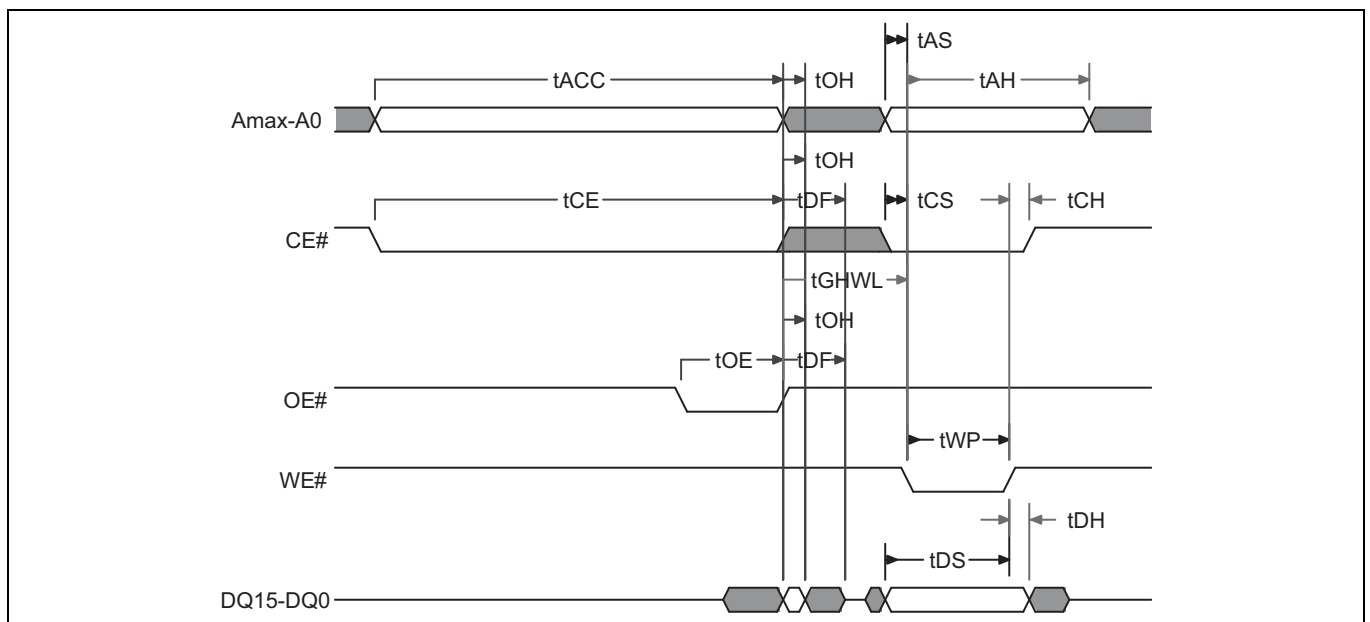 tAS
tACC tOH tAH
Amax-A0
tOH
tCE tDF tCS tCH
CE#
tGHWL
tOH
tOE tDF
OE#
tWP
WE#
tDH
tDS
DQ15-DQ0